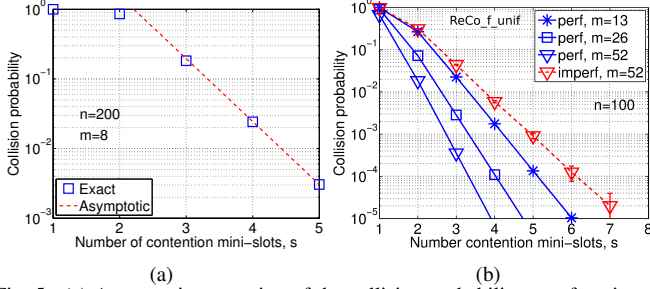 10^0
10^-1
10^-2
10^-3
Collision probability
n=200
m=8
Exact
Asymptotic
1 2 3 4 5
Number of contention mini-slots, s
(a)
10^0
10^-1
10^-2
10^-3
10^-4
10^-5
Collision probability
ReCo_f_unif
perf, m=13
perf, m=26
perf, m=52
imperf, m=52
n=100
1 2 3 4 5 6 7 8
Number of contention mini-slots, s
(b)